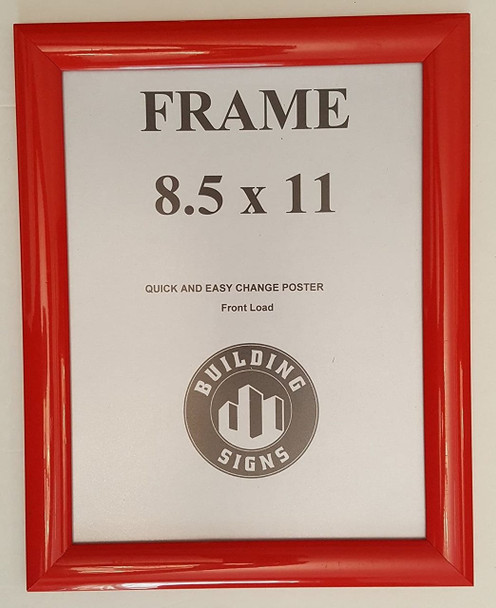 FRAME
8.5 x 11
QUICK AND EASY CHANGE POSTER
Front Load
BUILDING
SIGNS